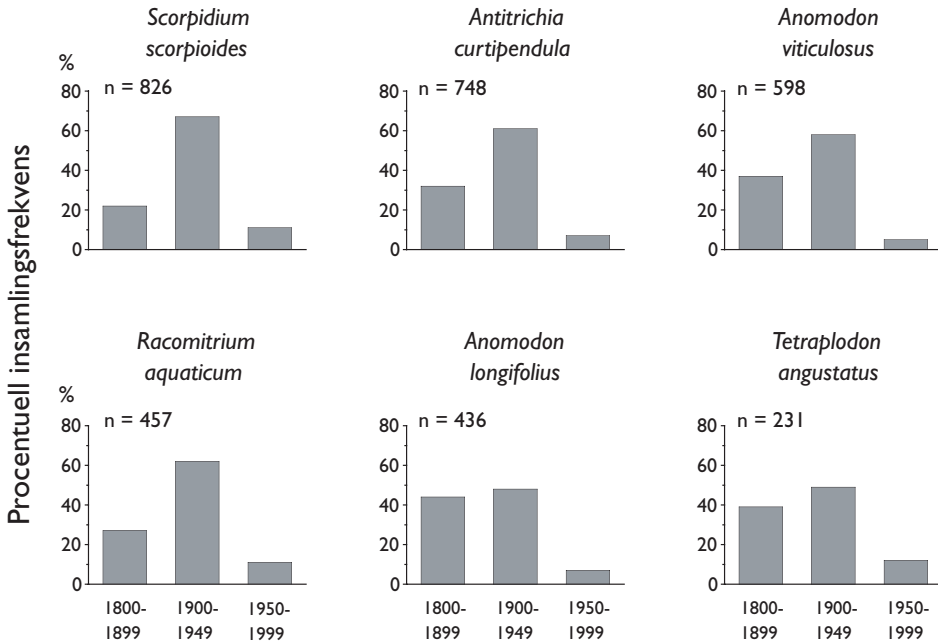 Procentuell insamlingsfrekvens
Scorpidium
scorpioides
%
n = 826
80
60
40
20
0
Antitrichia
curtipendula
n = 748
80
60
40
20
0
Anomodon
viticulosus
n = 598
80
60
40
20
0
Racomitrium
aquaticum
%
n = 457
80
60
40
20
0
1800-
1899
1900-
1949
1950-
1999
Anomodon
longifolius
n = 436
80
60
40
20
0
1800-
1899
1900-
1949
1950-
1999
Tetraplodon
angustatus
n = 231
80
60
40
20
0
1800-
1899
1900-
1949
1950-
1999